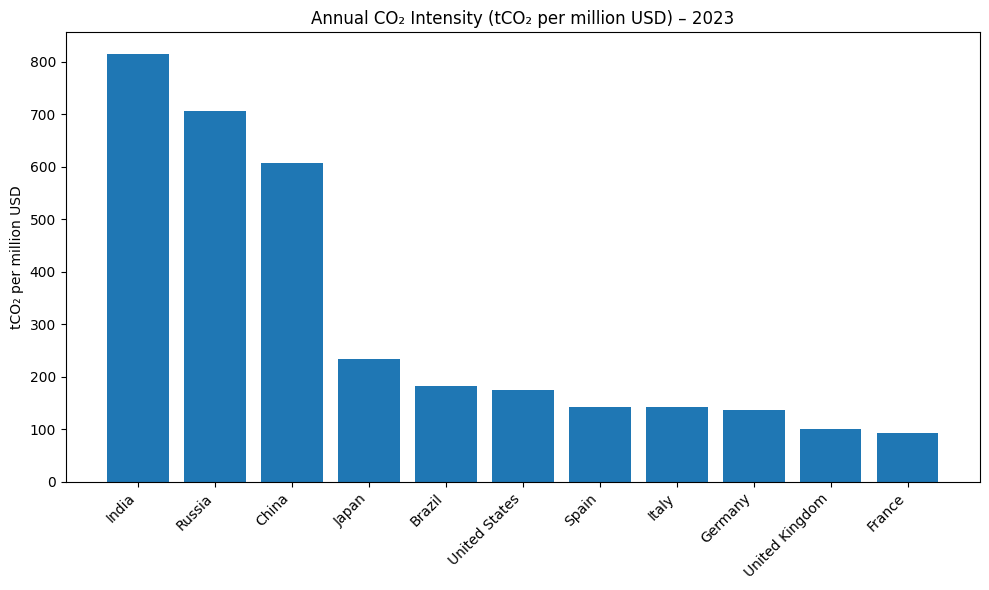 Annual CO₂ Intensity (tCO₂ per million USD) – 2023
tCO₂ per million USD
800
700
600
500
400
300
200
100
0
India
Russia
China
Japan
Brazil
United States
Spain
Italy
Germany
United Kingdom
France